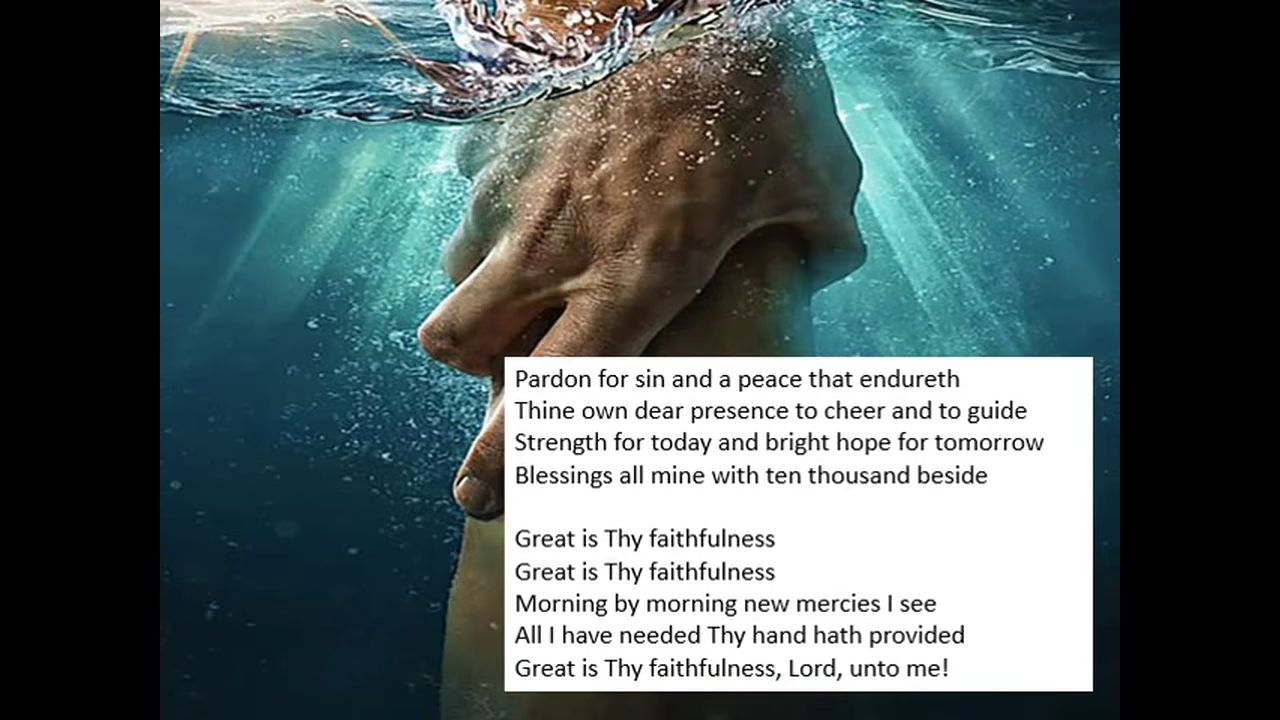 Pardon for sin and a peace that endureth
Thine own dear presence to cheer and to guide
Strength for today and bright hope for tomorrow
Blessings all mine with ten thousand beside
Great is Thy faithfulness
Great is Thy faithfulness
Morning by morning new mercies I see
All I have needed Thy hand hath provided
Great is Thy faithfulness, Lord, unto me!